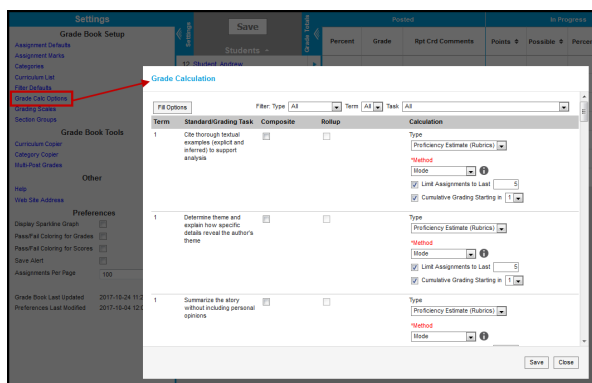 Settings
Grade Book Setup
Assignment Defaults
Assignment Marks
Categories
Curriculum List
Filter Defaults
Grade Calc Options
Grading Scales
Section Groups
Grade Book Tools
Curriculum Copier
Category Copier
Multi-Post Grades
Other
Help
Web Site Address
Preferences
Display Sparkline Graph
Pass/Fail Coloring for Grades
Pass/Fail Coloring for Scores
Save Alert
Assignments Per Page 100
Grade Book Last Updated 2017-10-24 11:
Preferences Last Modified 2017-10-04 12:
Settings
Save
Students
Grade Totals
Posted
In Progress
Percent Grade Rpt Crd Comments Points Possible Percent
12 Student, Andrew
Grade Calculation
Fill Options Filter: Type All Term All Task All
Term Standard/Grading Task Composite Rollup Calculation
1 Cite thorough textual
examples (explicit and
inferred) to support
analysis
Type
Proficiency Estimate (Rubrics)
*Method
Mode
Limit Assignments to Last 5
Cumulative Grading Starting in 1
1 Determine theme and
explain how specific
details reveal the author's
theme
Type
Proficiency Estimate (Rubrics)
*Method
Mode
Limit Assignments to Last 5
Cumulative Grading Starting in 1
1 Summarize the story
without including personal
opinions
Type
Proficiency Estimate (Rubrics)
*Method
Mode
Save Close